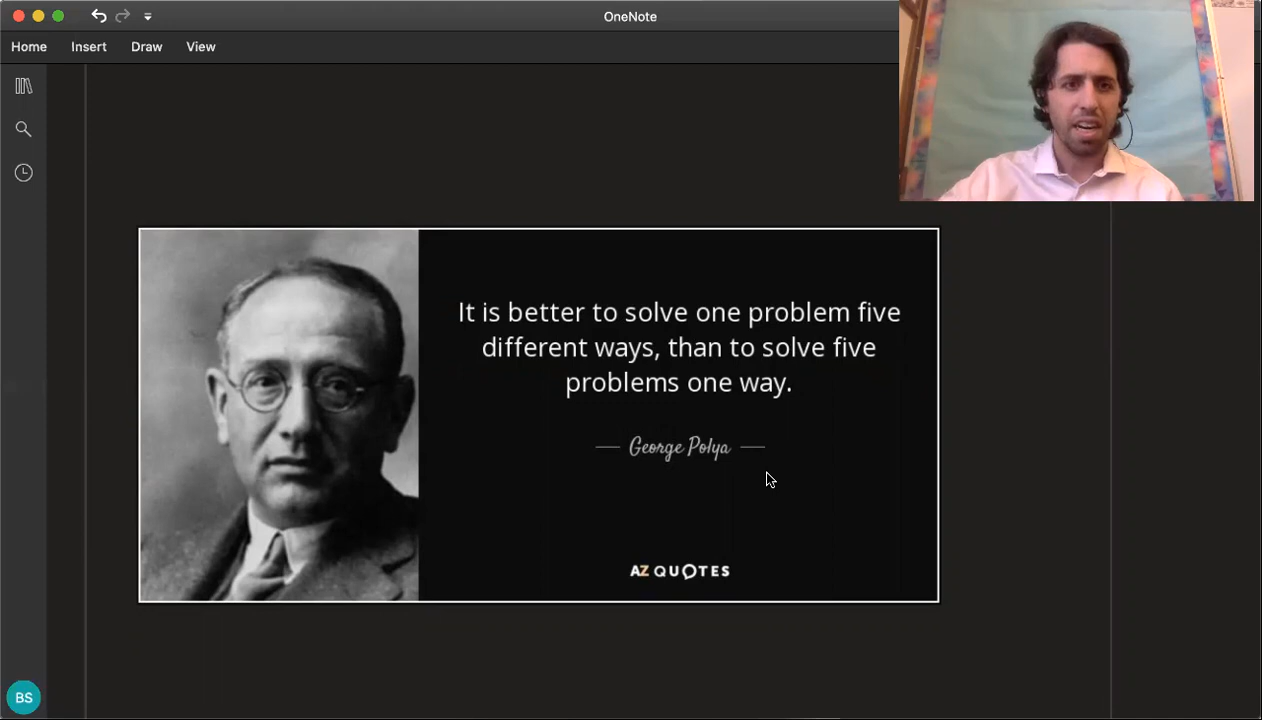 OneNote
Home Insert Draw View
It is better to solve one problem five
different ways, than to solve five
problems one way.
George Polya
AZ QUOTES
BS